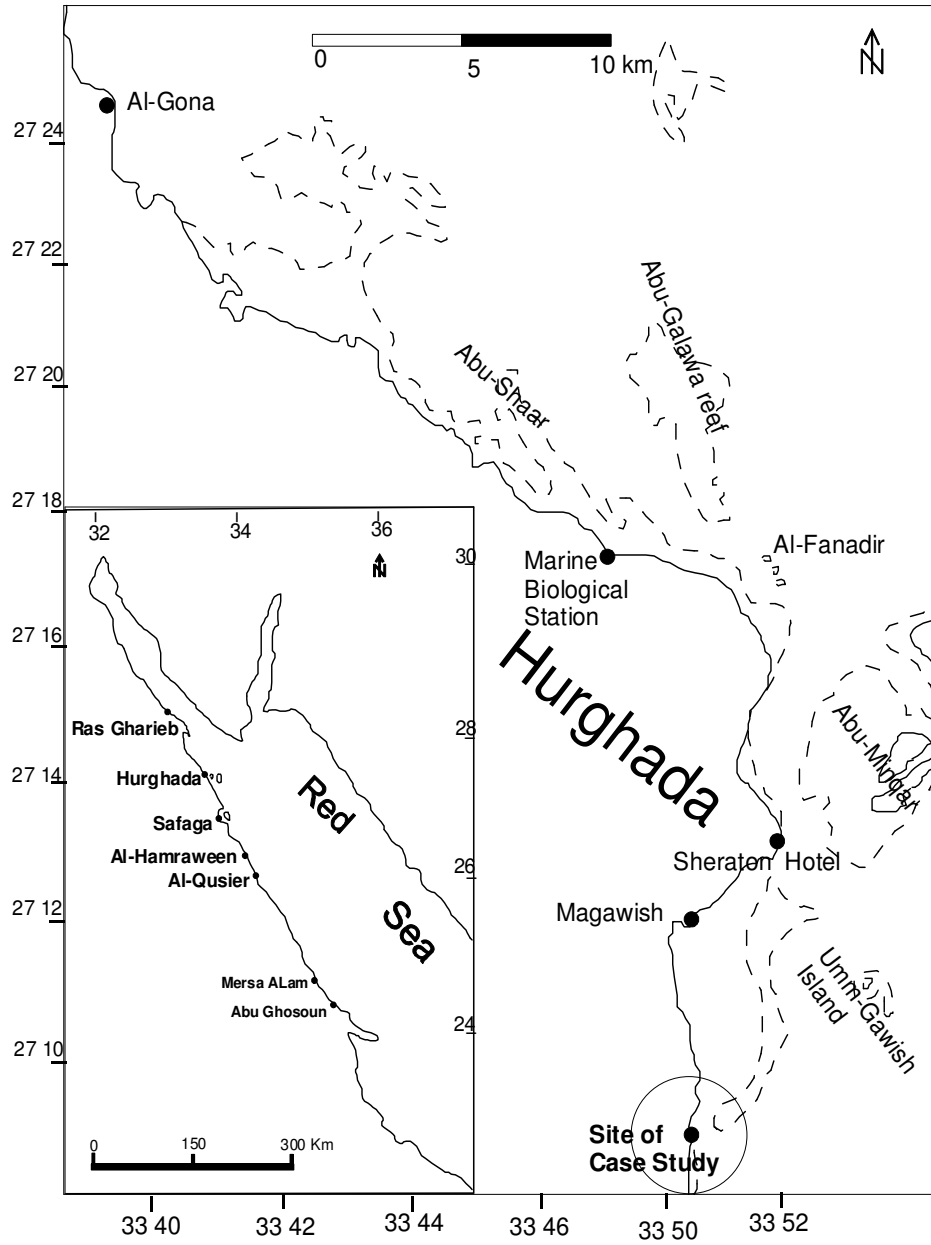 0
5
10 km
N
Al-Gona
27 24
27 22
Abu-Galawa reef
27 20
Abu-Shaar
27 18
Al-Fanadir
Marine
Biological
Station
27 16
Hurghada
Abu-Minqar
27 14
Sheraton Hotel
Magawish
27 12
Umm-Gawish
Island
27 10
Site of
Case Study
33 40
33 42
33 44
33 46
33 50
33 52
32
34
36
N
30
28
26
24
Ras Gharieb
Hurghada
Safaga
Al-Hamraween
Al-Qusier
Mersa ALam
Abu Ghosoun
Red
Sea
0
150
300 Km